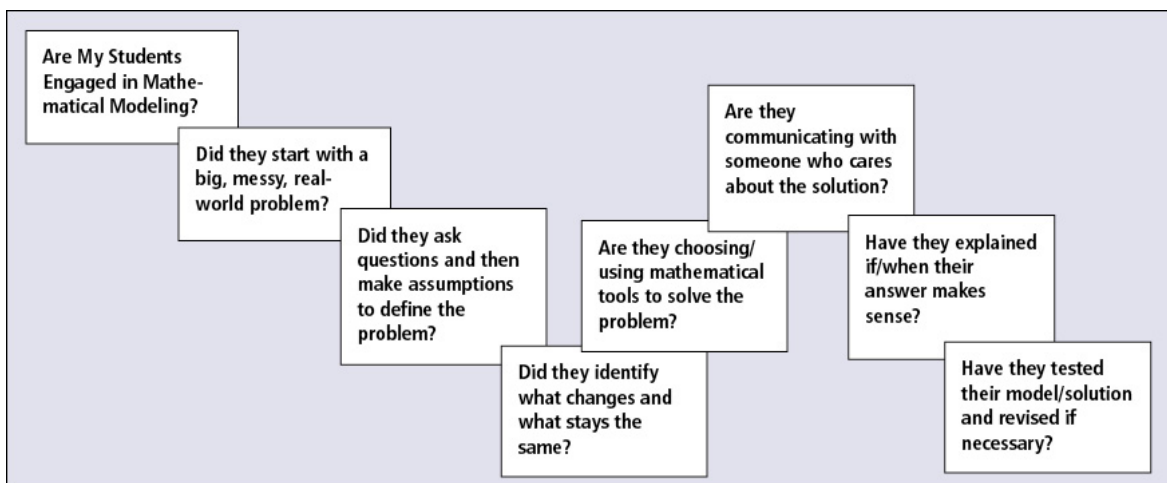 Are My Students
Engaged in Mathe-
matical Modeling?
Did they start with a
big, messy, real-
world problem?
Did they ask
questions and then
make assumptions
to define the
problem?
Did they identify
what changes and
what stays the
same?
Are they choosing/
using mathematical
tools to solve the
problem?
Are they
communicating with
someone who cares
about the solution?
Have they explained
if/when their
answer makes
sense?
Have they tested
their model/solution
and revised if
necessary?